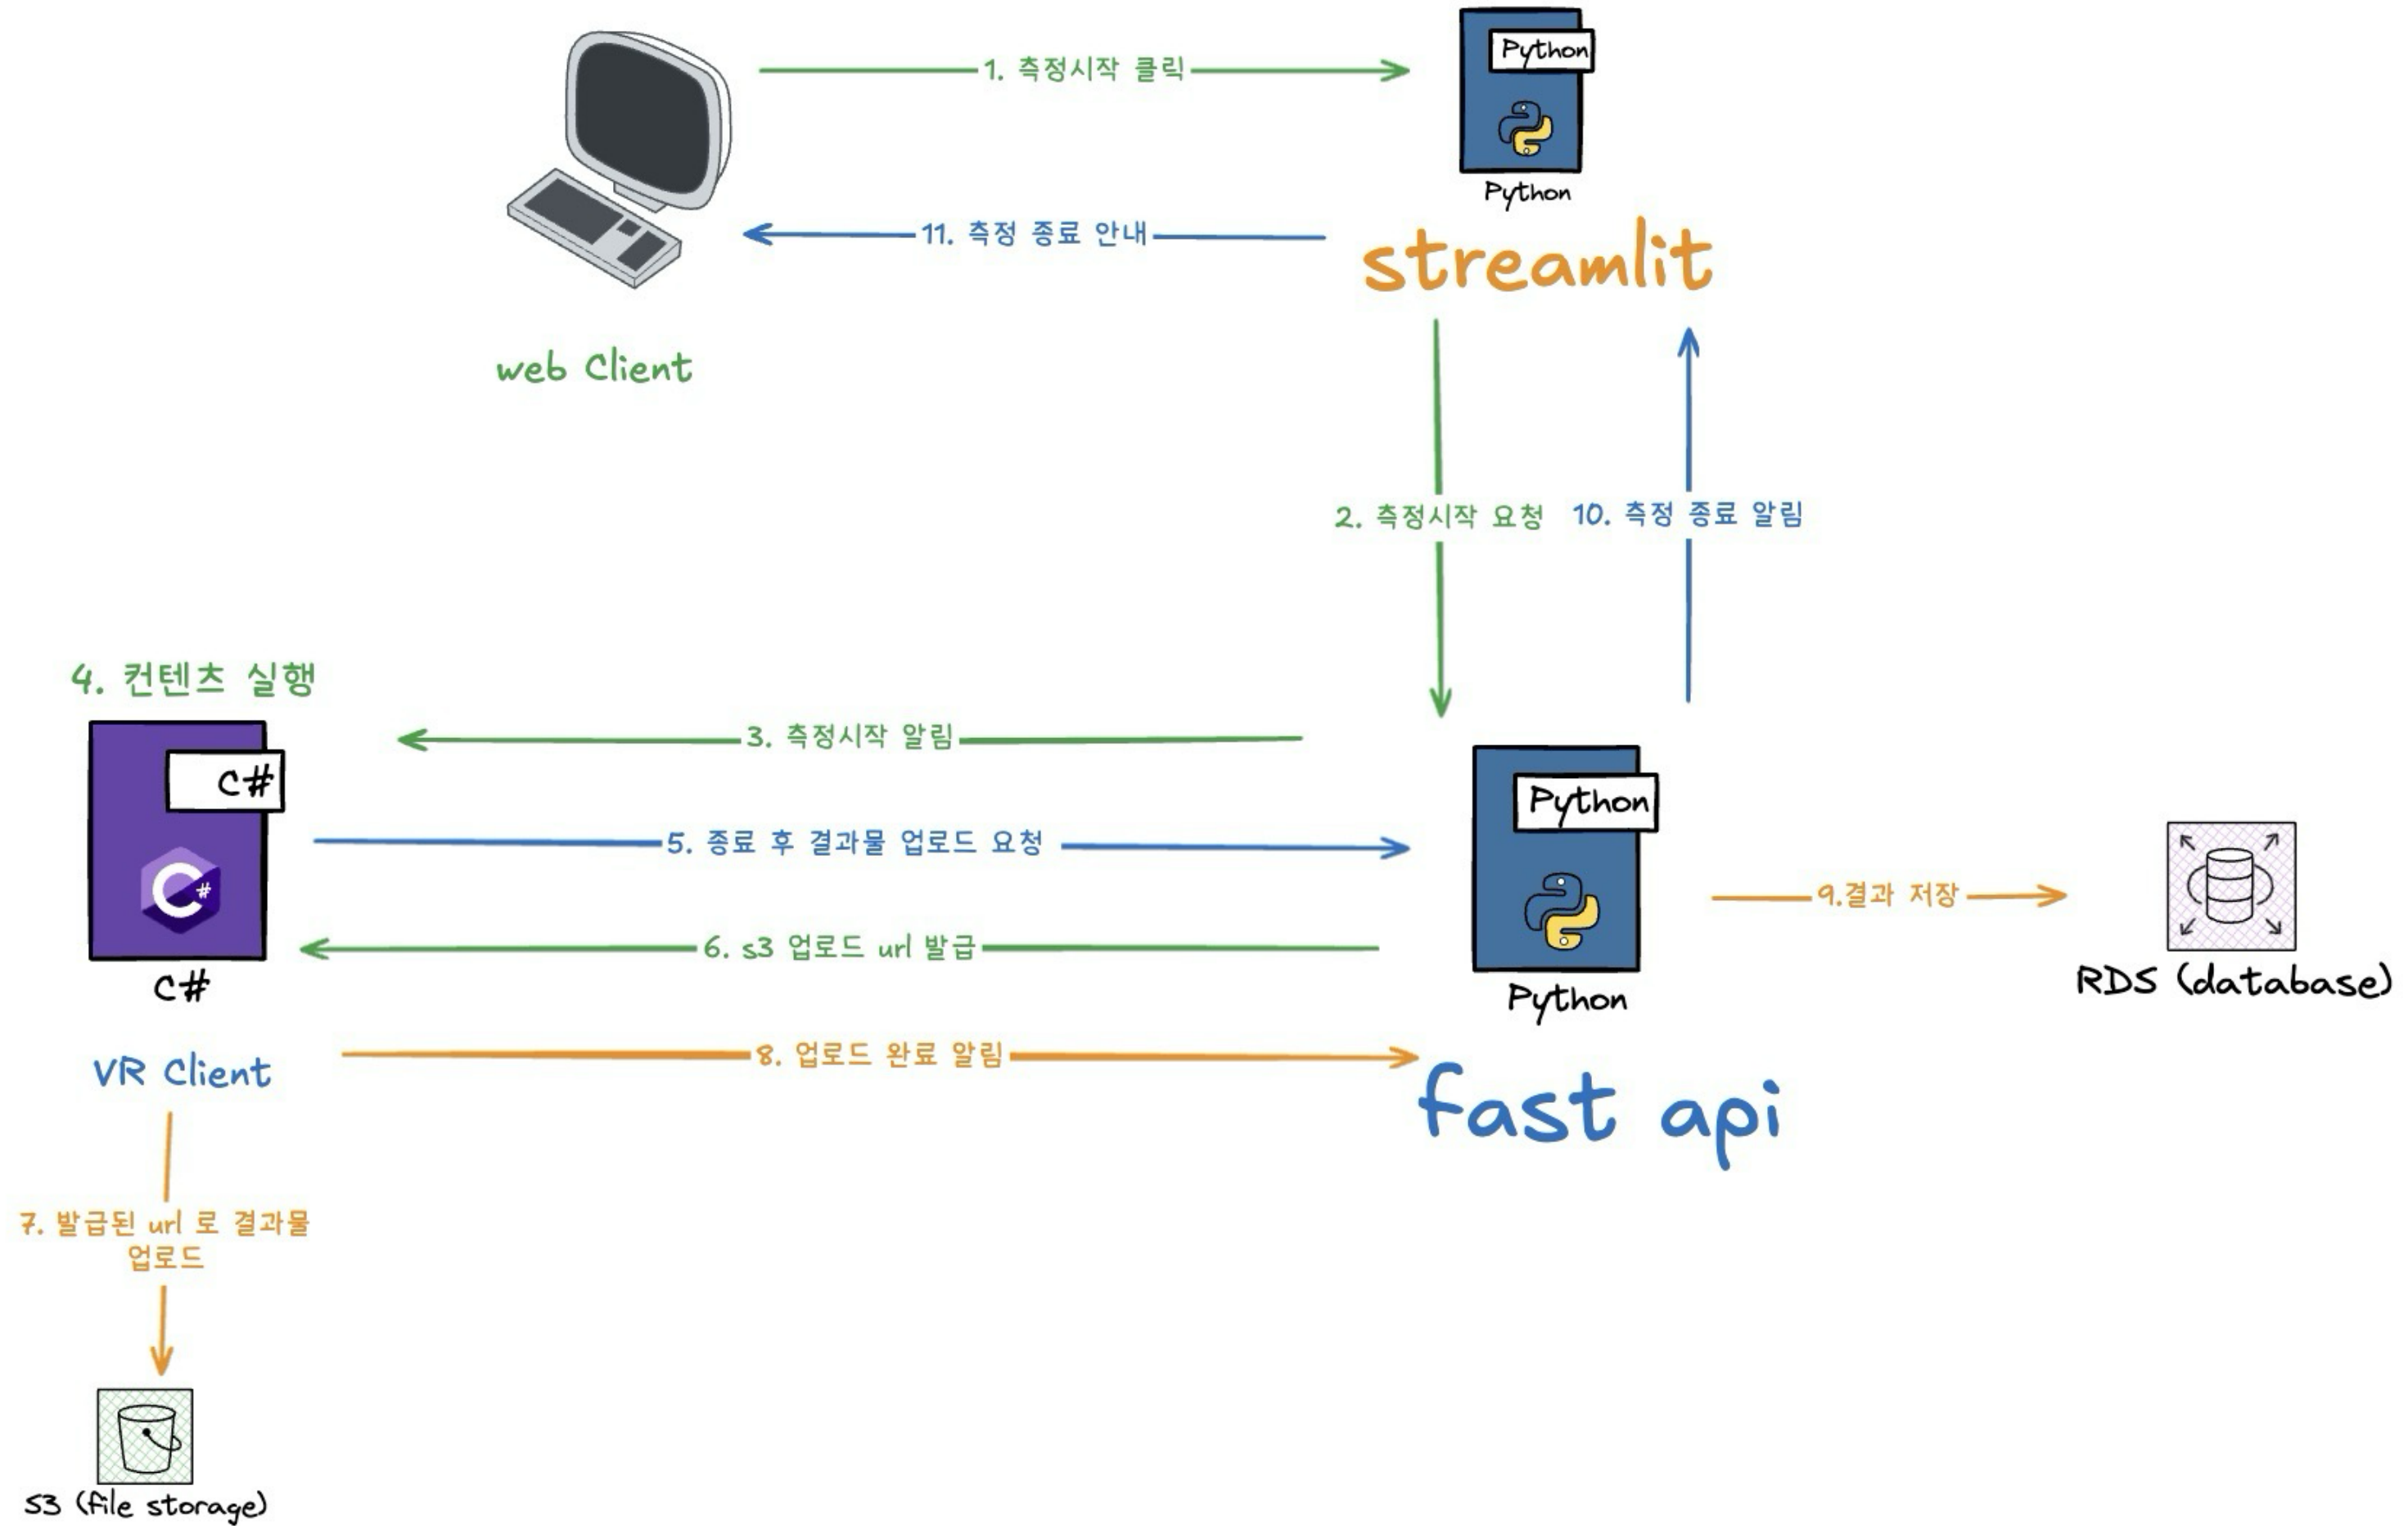 1. 측정시작 클릭
Python
Python
11. 측정 종료 안내
streamlit
web Client
2. 측정시작 요청
10. 측정 종료 알림
4. 컨텐츠 실행
3. 측정시작 알림
C#
Python
5. 종료 후 결과물 업로드 요청
C#
9.결과 저장
6. s3 업로드 url 발급
C#
Python
RDS (database)
8. 업로드 완료 알림
VR Client
fast api
7. 발급된 url 로 결과물
업로드
S3 (file storage)